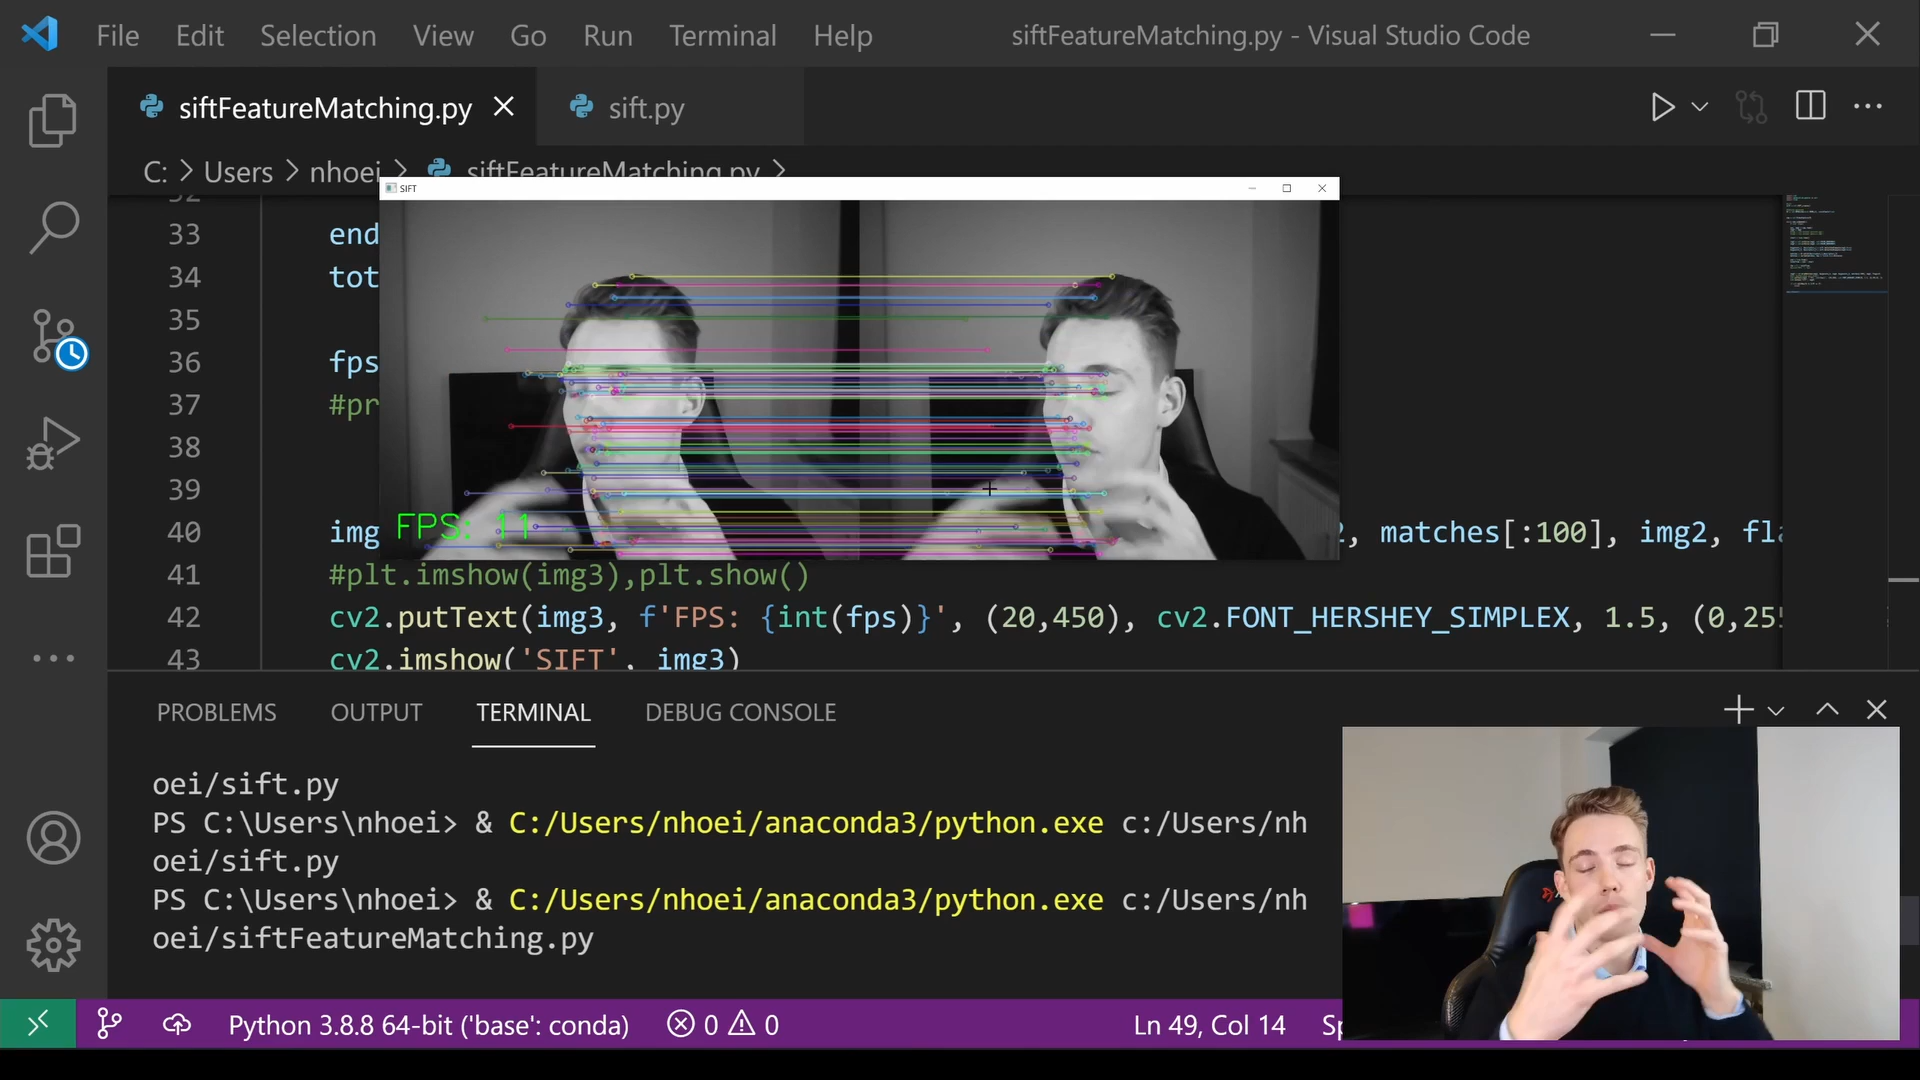 File Edit Selection View Go Run Terminal Help siftFeatureMatching.py - Visual Studio Code
siftFeatureMatching.py sift.py
C: > Users > nhoei > siftFeatureMatching.py >
SIFT
32
33 end
34 tot
35
36 fps
37 #pr
38
39
FPS: 11
40 img 2, matches[:100], img2, fla
41 #plt.imshow(img3),plt.show()
42 cv2.putText(img3, f'FPS: {int(fps)}', (20,450), cv2.FONT_HERSHEY_SIMPLEX, 1.5, (0,255
43 cv2.imshow('SIFT', img3)
PROBLEMS OUTPUT TERMINAL DEBUG CONSOLE
oei/sift.py
PS C:\Users\nhoei> & C:/Users/nhoei/anaconda3/python.exe c:/Users/nh
oei/sift.py
PS C:\Users\nhoei> & C:/Users/nhoei/anaconda3/python.exe c:/Users/nh
oei/siftFeatureMatching.py
Python 3.8.8 64-bit ('base': conda) 0 0 Ln 49, Col 14 Sp